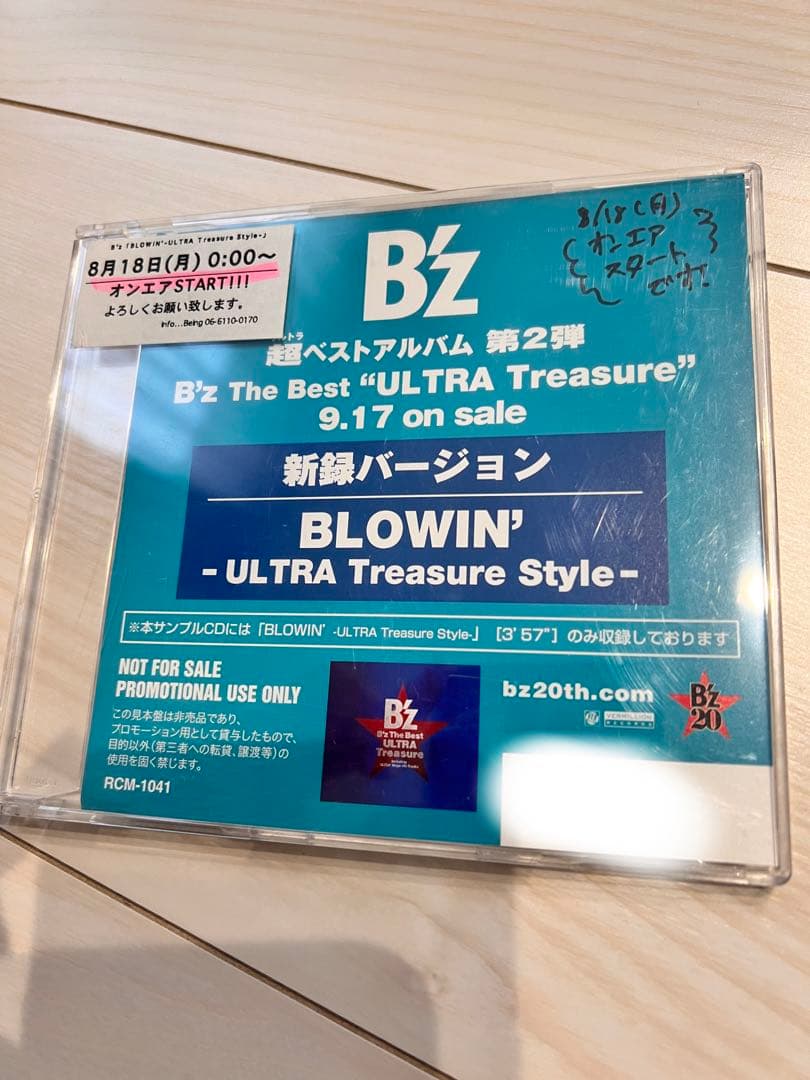 B'z「BLOWIN'-ULTRA Treasure Style-」
8月18日(月) 0:00〜
オンエアSTART!!!
よろしくお願い致します。
info...Being 06-6110-0170
8/18(月)
オンエア
スタート
です!
B'z
ウルトラ
超ベストアルバム 第2弾
B'z The Best “ULTRA Treasure”
9.17 on sale
新録バージョン
BLOWIN'
- ULTRA Treasure Style -
※本サンプルCDには「BLOWIN' -ULTRA Treasure Style-」 [3'57"] のみ収録しております
NOT FOR SALE
PROMOTIONAL USE ONLY
この見本盤は非売品であり、
プロモーション用として貸与したもので、
目的以外(第三者への転貸、譲渡等)の
使用を固く禁じます。
RCM-1041
B'z
B'z The Best
ULTRA
Treasure
bz20th.com
VERMILLION
RECORDS
B'z
20